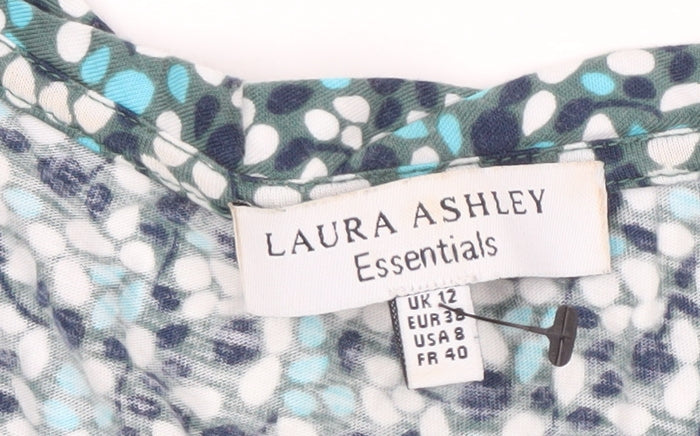 LAURA ASHLEY
Essentials
UK 12
EUR 38
USA 8
FR 40